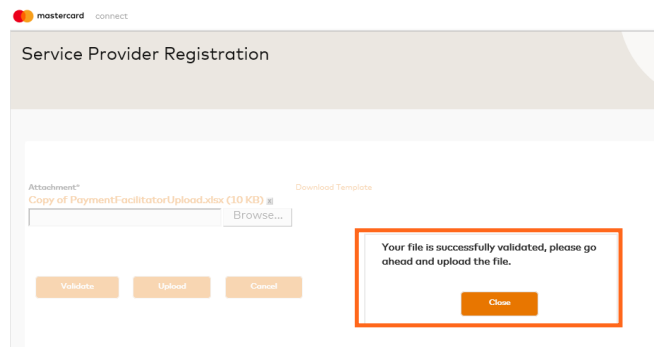 mastercard connect
Service Provider Registration
Attachment*
Download Template
Copy of PaymentFacilitatorUpload.xlsx (10 KB) x
Browse...
Your file is successfully validated, please go
ahead and upload the file.
Validate Upload Cancel
Close